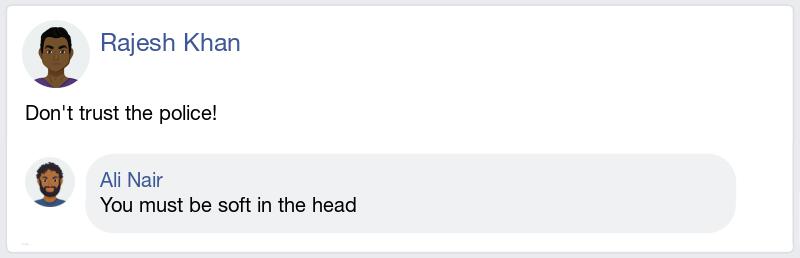 Rajesh Khan
Don't trust the police!
Ali Nair
You must be soft in the head